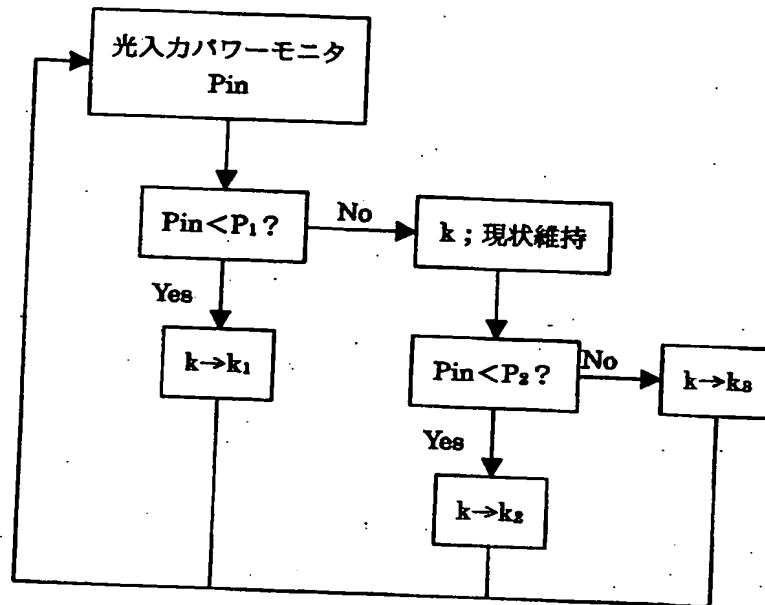 光入力パワーモニタ
Pin
Pin＜P₁？
No
k；現状維持
Yes
k→k₁
Pin＜P₂？
No
k→k₃
Yes
k→k₂